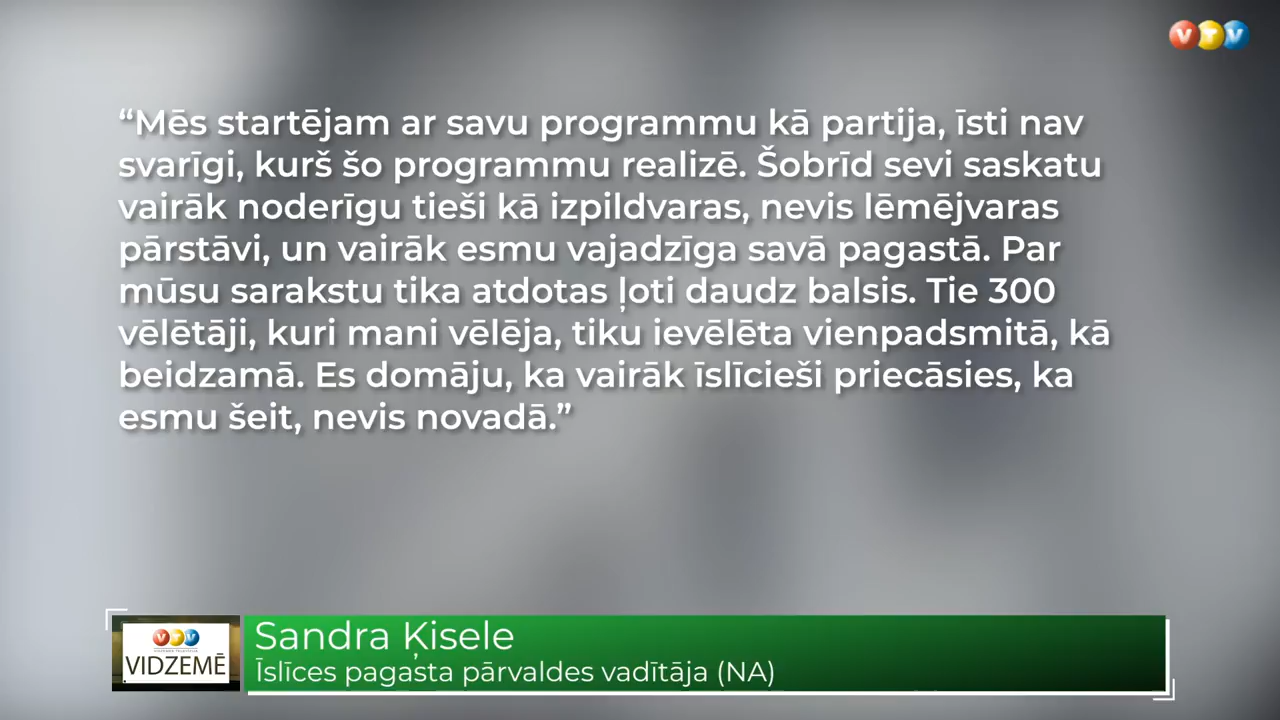 VTV
“Mēs startējam ar savu programmu kā partija, īsti nav
svarīgi, kurš šo programmu realizē. Šobrīd sevi saskatu
vairāk noderīgu tieši kā izpildvaras, nevis lēmējvaras
pārstāvi, un vairāk esmu vajadzīga savā pagastā. Par
mūsu sarakstu tika atdotas ļoti daudz balsis. Tie 300
vēlētāji, kuri mani vēlēja, tiku ievēlēta vienpadsmitā, kā
beidzamā. Es domāju, ka vairāk īslīcieši priecāsies, ka
esmu šeit, nevis novadā.”
VTV
VIDZEMĒ
Sandra Ķisele
Īslīces pagasta pārvaldes vadītāja (NA)